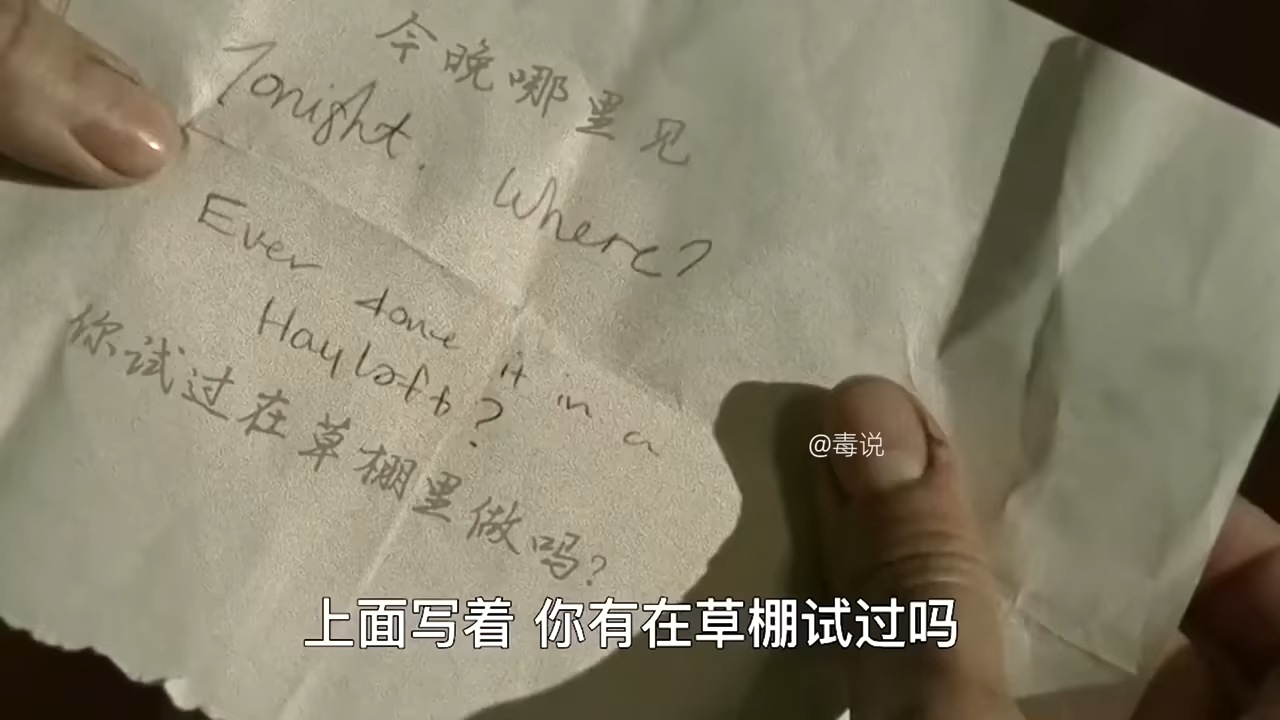 今晚哪里见
Tonight. Where?
Ever done it in a
Hayloft?
你试过在草棚里做吗?
@毒说
上面写着 你有在草棚试过吗